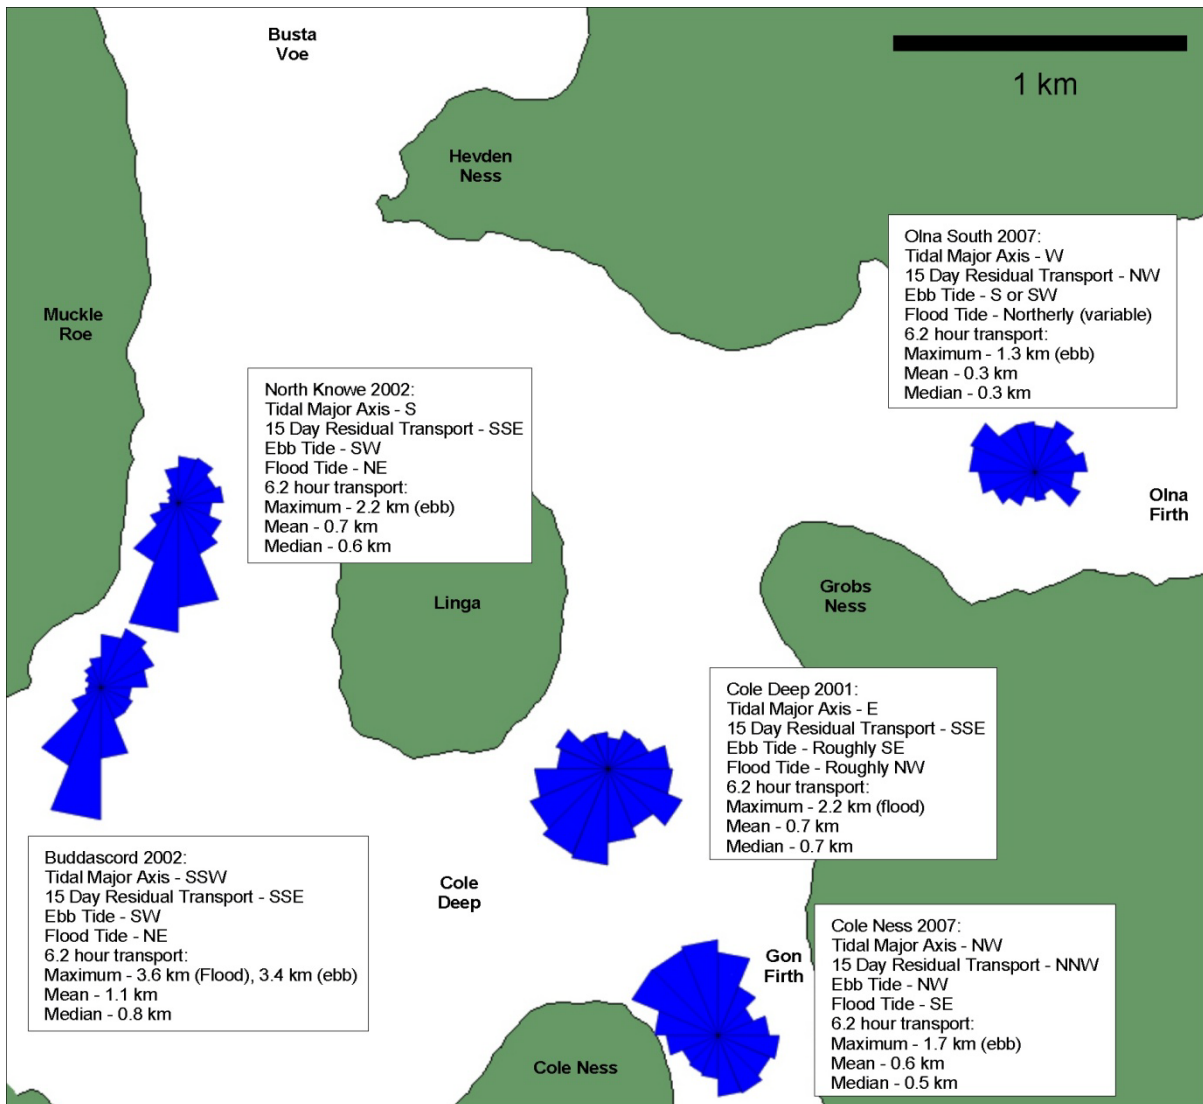 Busta
Voe
1 km
Hevden
Ness
Olna South 2007:
Tidal Major Axis - W
15 Day Residual Transport - NW
Ebb Tide - S or SW
Flood Tide - Northerly (variable)
6.2 hour transport:
Maximum - 1.3 km (ebb)
Mean - 0.3 km
Median - 0.3 km
Muckle
Roe
North Knowe 2002:
Tidal Major Axis - S
15 Day Residual Transport - SSE
Ebb Tide - SW
Flood Tide - NE
6.2 hour transport:
Maximum - 2.2 km (ebb)
Mean - 0.7 km
Median - 0.6 km
Olna
Firth
Linga
Grobs
Ness
Cole Deep 2001:
Tidal Major Axis - E
15 Day Residual Transport - SSE
Ebb Tide - Roughly SE
Flood Tide - Roughly NW
6.2 hour transport:
Maximum - 2.2 km (flood)
Mean - 0.7 km
Median - 0.7 km
Buddascord 2002:
Tidal Major Axis - SSW
15 Day Residual Transport - SSE
Ebb Tide - SW
Flood Tide - NE
6.2 hour transport:
Maximum - 3.6 km (Flood), 3.4 km (ebb)
Mean - 1.1 km
Median - 0.8 km
Cole
Deep
Gon
Firth
Cole Ness 2007:
Tidal Major Axis - NW
15 Day Residual Transport - NNW
Ebb Tide - NW
Flood Tide - SE
6.2 hour transport:
Maximum - 1.7 km (ebb)
Mean - 0.6 km
Median - 0.5 km
Cole Ness